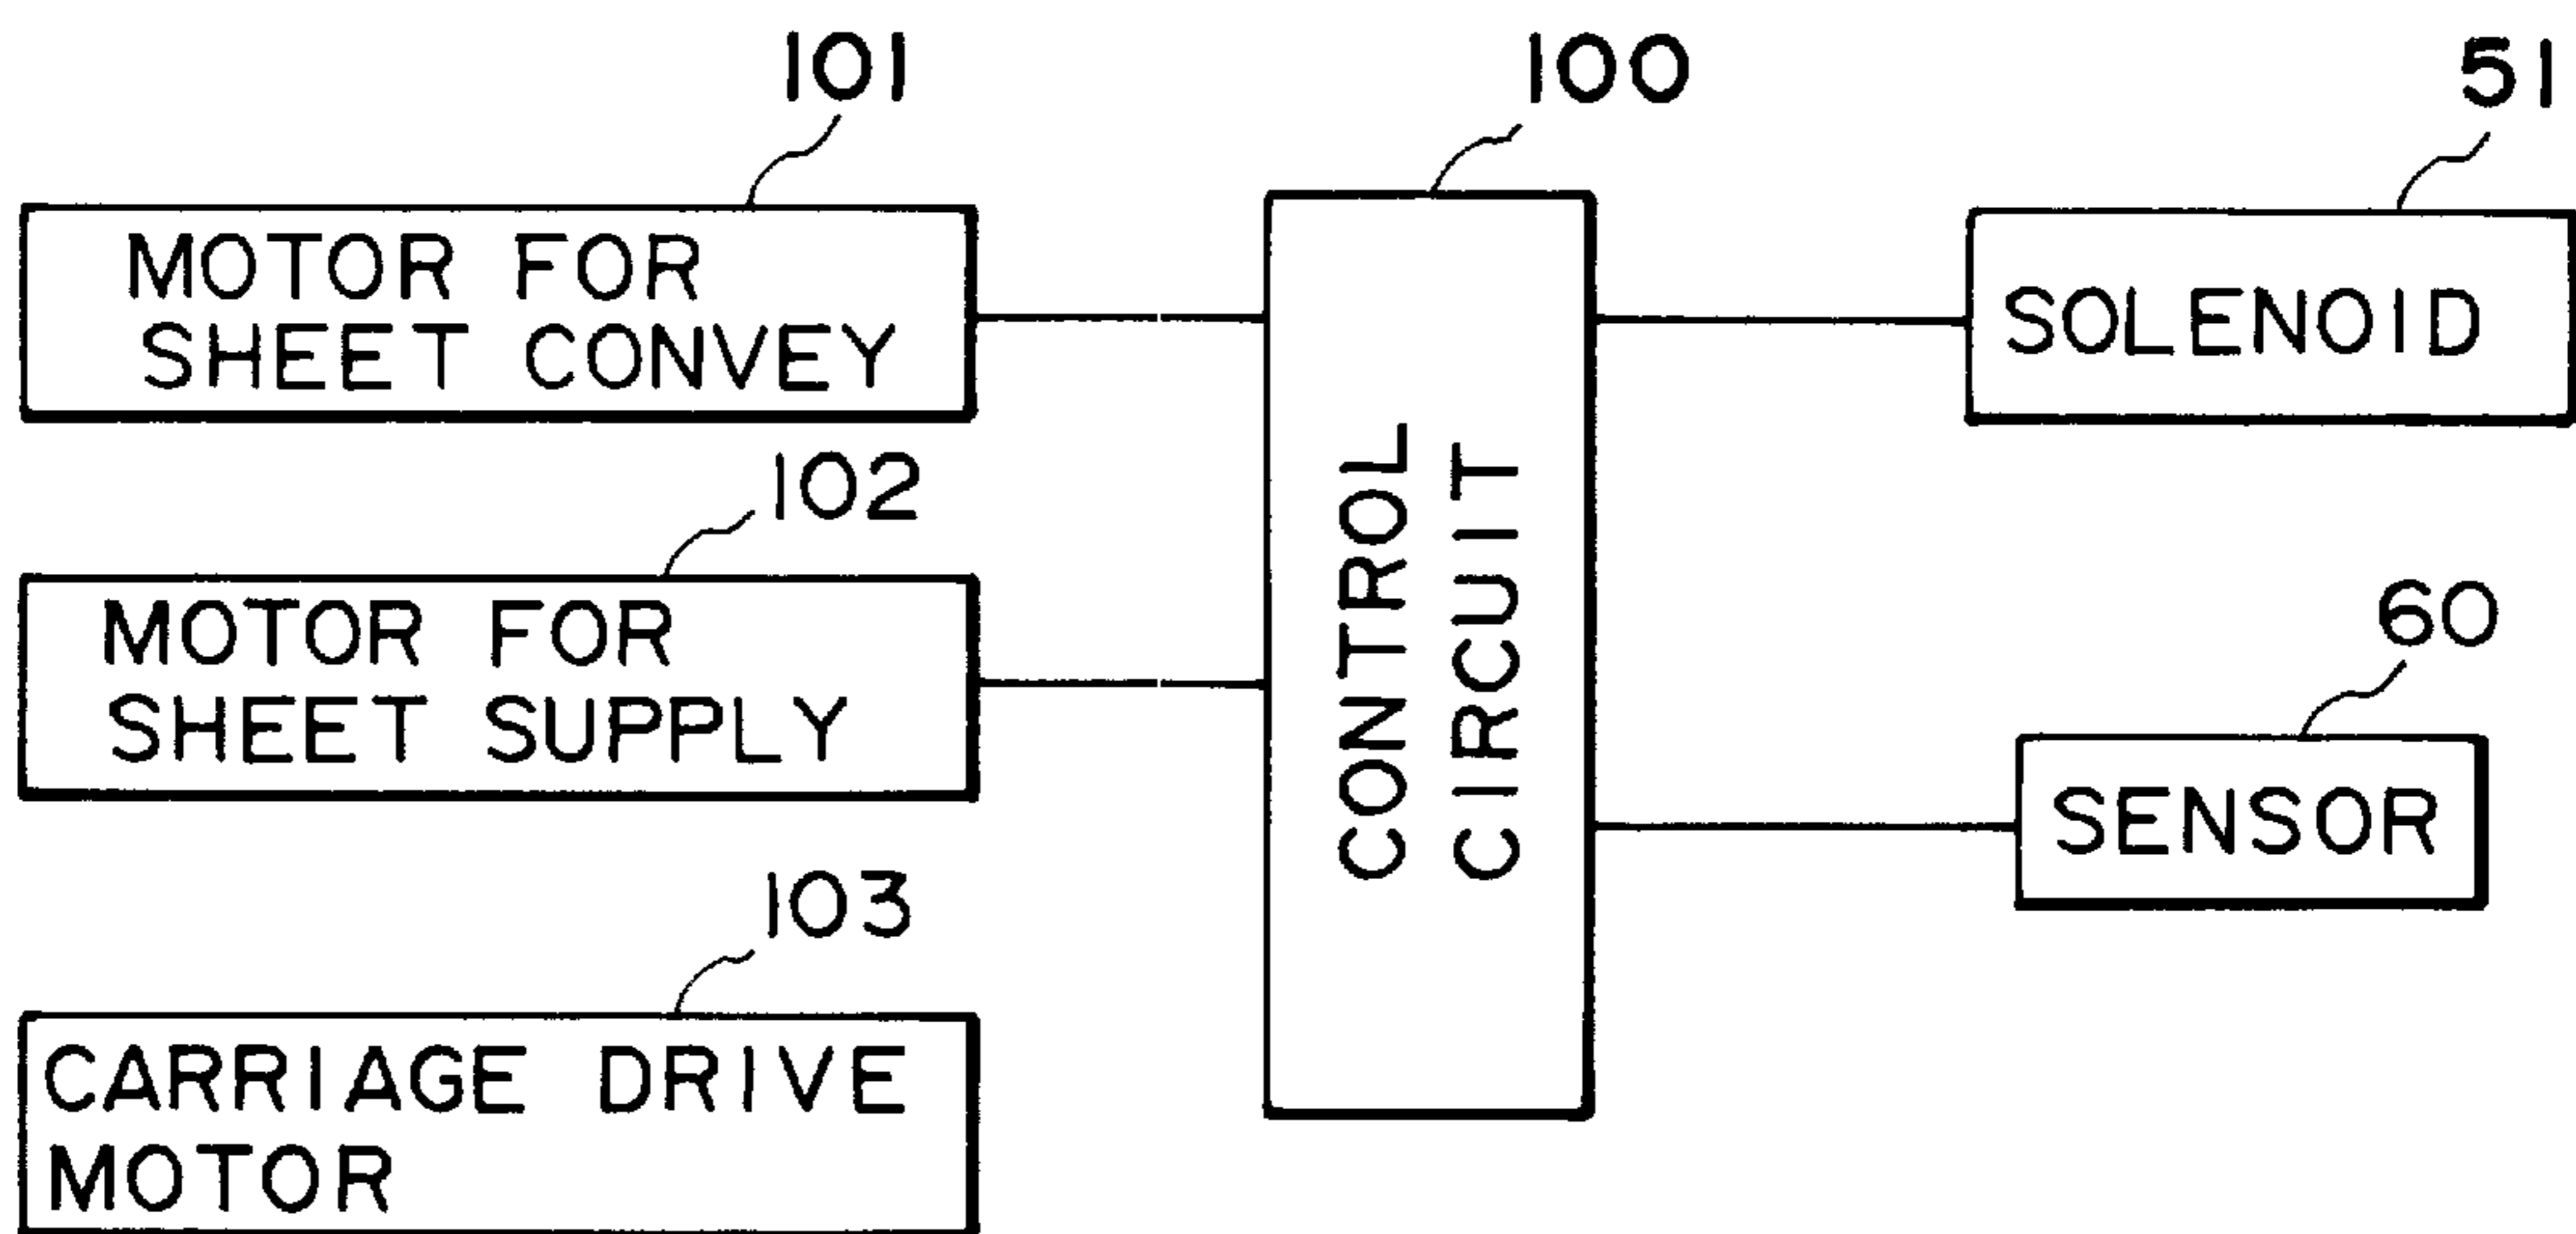 101
MOTOR FOR
SHEET CONVEY
102
MOTOR FOR
SHEET SUPPLY
103
CARRIAGE DRIVE
MOTOR
100
CONTROL
CIRCUIT
51
SOLENOID
60
SENSOR